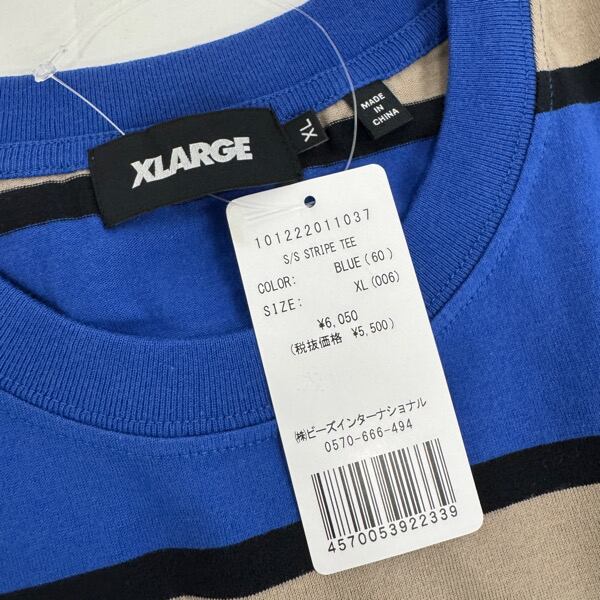 XLARGE
XL
MADE
IN
CHINA
101222011037
S/S STRIPE TEE
COLOR: BLUE(60)
SIZE: XL(006)
¥6,050
(税抜価格 ¥5,500)
㈱ビーズインターナショナル
0570-666-494
4570053922339